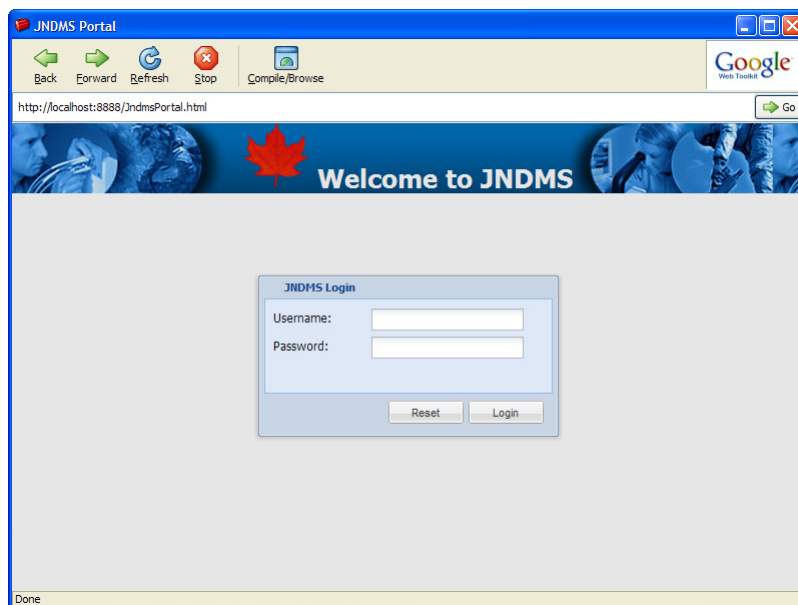 JNDMS Portal
Back Forward Refresh Stop Compile/Browse
Google
Web Toolkit
http://localhost:8888/JndmsPortal.html Go
Welcome to JNDMS
JNDMS Login
Username:
Password:
Reset Login
Done